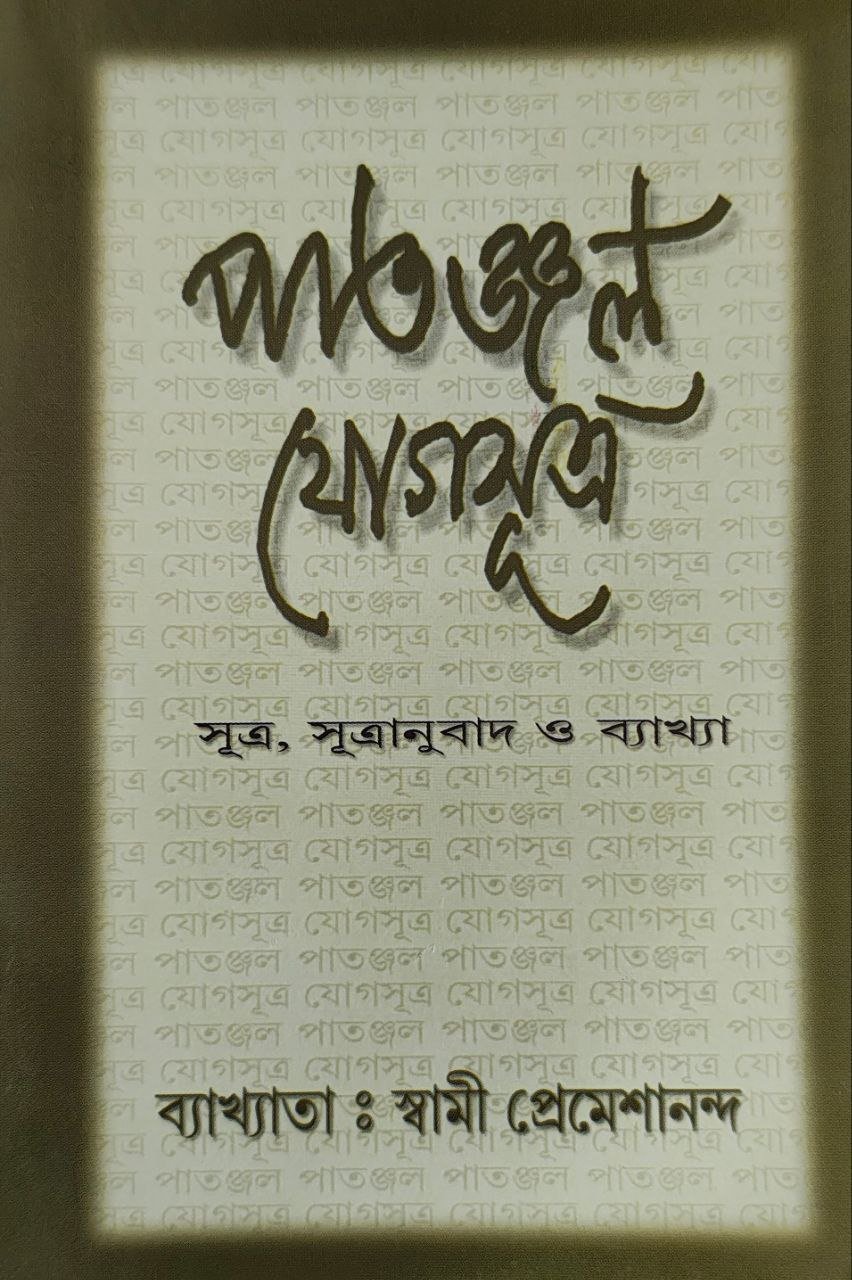 পাতঞ্জল
যোগসূত্র
সূত্র, সূত্রানুবাদ ও ব্যাখ্যা
ব্যাখ্যাতা ঃ স্বামী প্রেমেশানন্দ